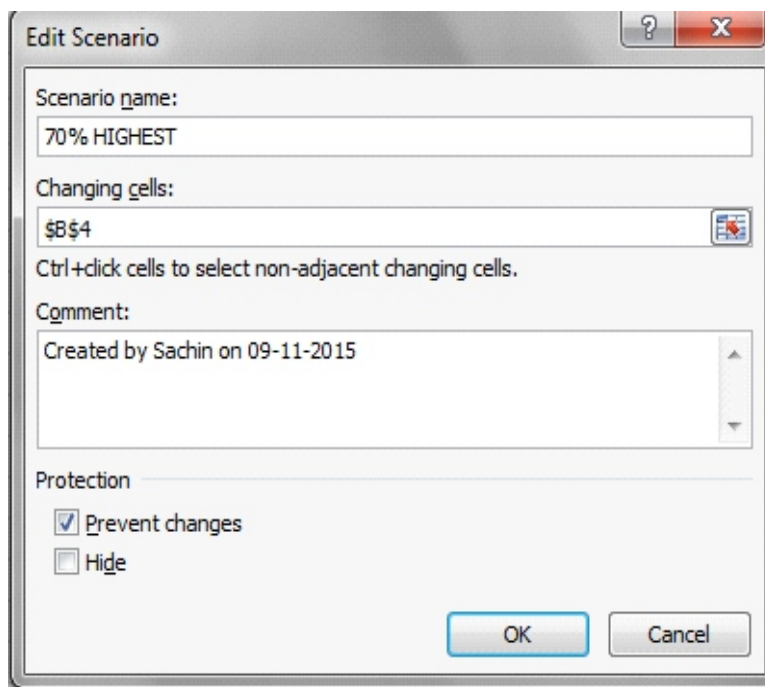 Edit Scenario
Scenario name:
70% HIGHEST
Changing cells:
$B$4
Ctrl+click cells to select non-adjacent changing cells.
Comment:
Created by Sachin on 09-11-2015
Protection
Prevent changes
Hide
OK
Cancel